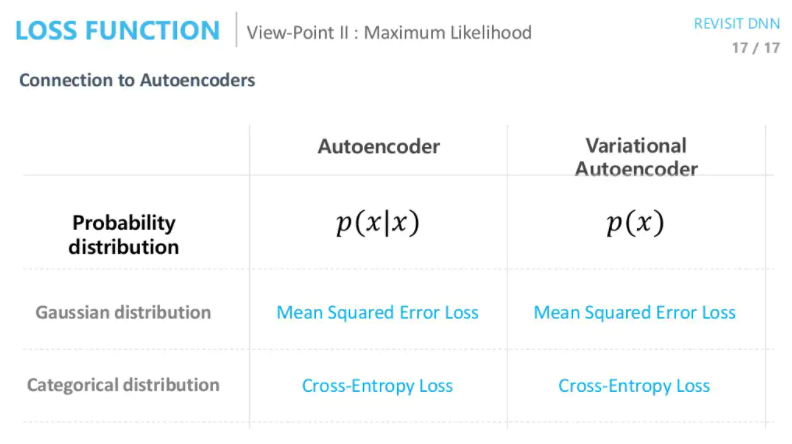 LOSS FUNCTION
View-Point II : Maximum Likelihood
REVISIT DNN
17 / 17
Connection to Autoencoders
Autoencoder
Variational
Autoencoder
Probability
distribution
p(x|x)
p(x)
Gaussian distribution
Mean Squared Error Loss
Mean Squared Error Loss
Categorical distribution
Cross-Entropy Loss
Cross-Entropy Loss